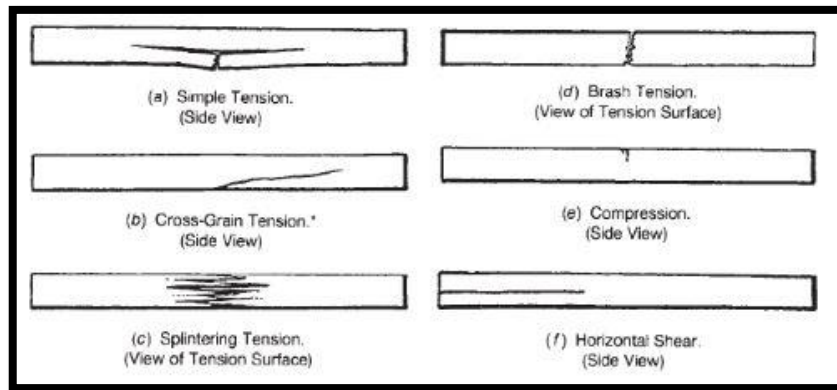 (a) Simple Tension.
(Side View)
(b) Cross-Grain Tension.*
(Side View)
(c) Splintering Tension.
(View of Tension Surface)
(d) Brash Tension.
(View of Tension Surface)
(e) Compression.
(Side View)
(f) Horizontal Shear.
(Side View)